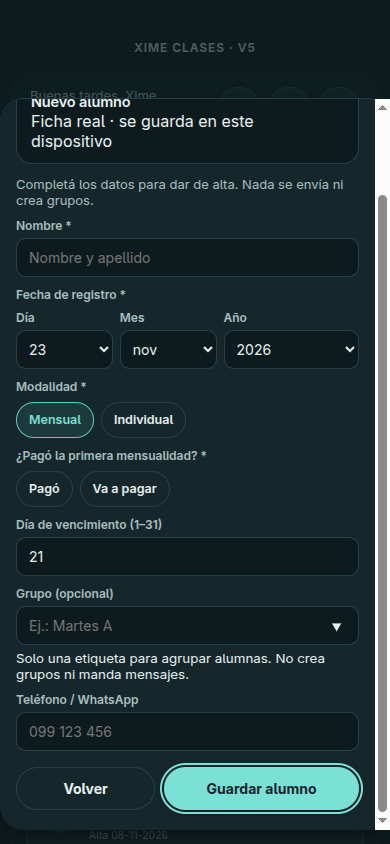 XIME CLASES · V5
Buenas tardes, Xime
Nuevo alumno
Ficha real · se guarda en este
dispositivo
Completá los datos para dar de alta. Nada se envía ni
crea grupos.
Nombre *
Nombre y apellido
Fecha de registro *
Día Mes Año
23 nov 2026
Modalidad *
Mensual Individual
¿Pagó la primera mensualidad? *
Pagó Va a pagar
Día de vencimiento (1–31)
21
Grupo (opcional)
Ej.: Martes A
Solo una etiqueta para agrupar alumnas. No crea
grupos ni manda mensajes.
Teléfono / WhatsApp
099 123 456
Volver Guardar alumno
Alta 08-11-2026